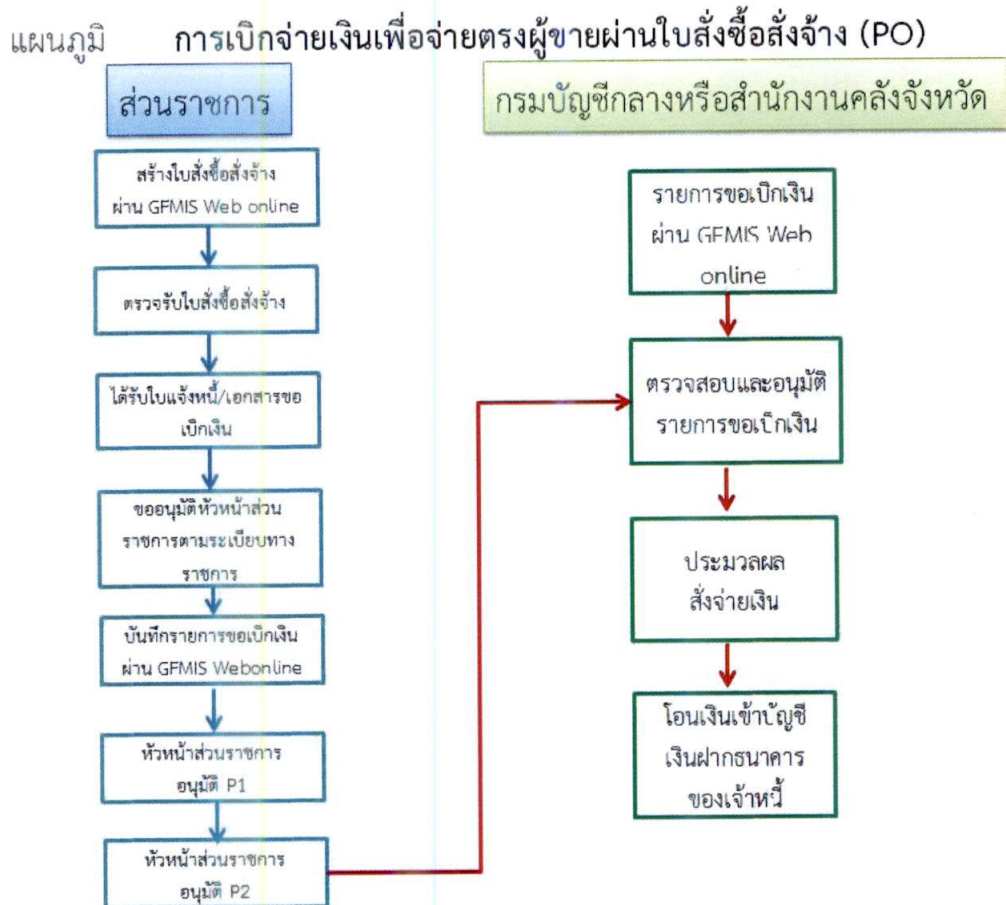 แผนภูมิ การเบิกจ่ายเงินเพื่อจ่ายตรงผู้ขายผ่านใบสั่งซื้อสั่งจ้าง (PO)
ส่วนราชการ
สร้างใบสั่งซื้อสั่งจ้าง
ผ่าน GFMIS Web online
ตรวจรับใบสั่งซื้อสั่งจ้าง
ได้รับใบแจ้งหนี้/เอกสารขอ
เบิกเงิน
ขออนุมัติหัวหน้าส่วน
ราชการตามระเบียบทาง
ราชการ
บันทึกรายการขอเบิกเงิน
ผ่าน GFMIS Webonline
หัวหน้าส่วนราชการ
อนุมัติ P1
หัวหน้าส่วนราชการ
อนุมัติ P2
กรมบัญชีกลางหรือสำนักงานคลังจังหวัด
รายการขอเบิกเงิน
ผ่าน GFMIS Web
online
ตรวจสอบและอนุมัติ
รายการขอเบิกเงิน
ประมวลผล
สั่งจ่ายเงิน
โอนเงินเข้าบัญชี
เงินฝากธนาคาร
ของเจ้าหนี้